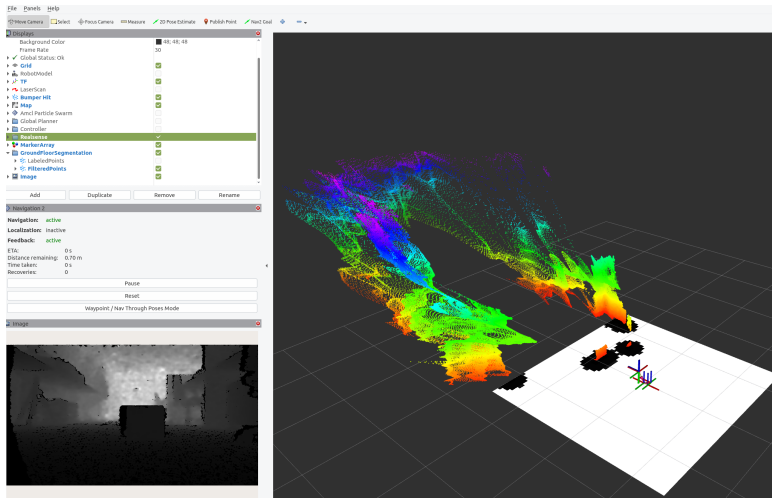 File Panels Help
Move Camera Select Focus Camera Measure 2D Pose Estimate Publish Point Nav2 Goal
Displays
Background Color 48; 48; 48
Frame Rate 30
Global Status: Ok
Grid
RobotModel
TF
LaserScan
Bumper Hit
Map
Amcl Particle Swarm
Global Planner
Controller
Realsense
MarkerArray
GroundFloorSegmentation
LabeledPoints
FilteredPoints
Image
Add Duplicate Remove Rename
Navigation 2
Navigation: active
Localization: inactive
Feedback: active
ETA: 0 s
Distance remaining: 0.70 m
Time taken: 0 s
Recoveries: 0
Pause
Reset
Waypoint / Nav Through Poses Mode
Image